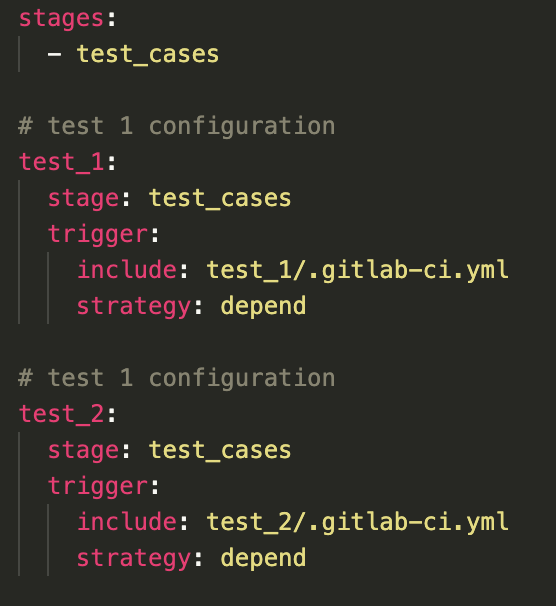 stages:
  - test_cases

# test 1 configuration
test_1:
  stage: test_cases
  trigger:
    include: test_1/.gitlab-ci.yml
    strategy: depend

# test 1 configuration
test_2:
  stage: test_cases
  trigger:
    include: test_2/.gitlab-ci.yml
    strategy: depend